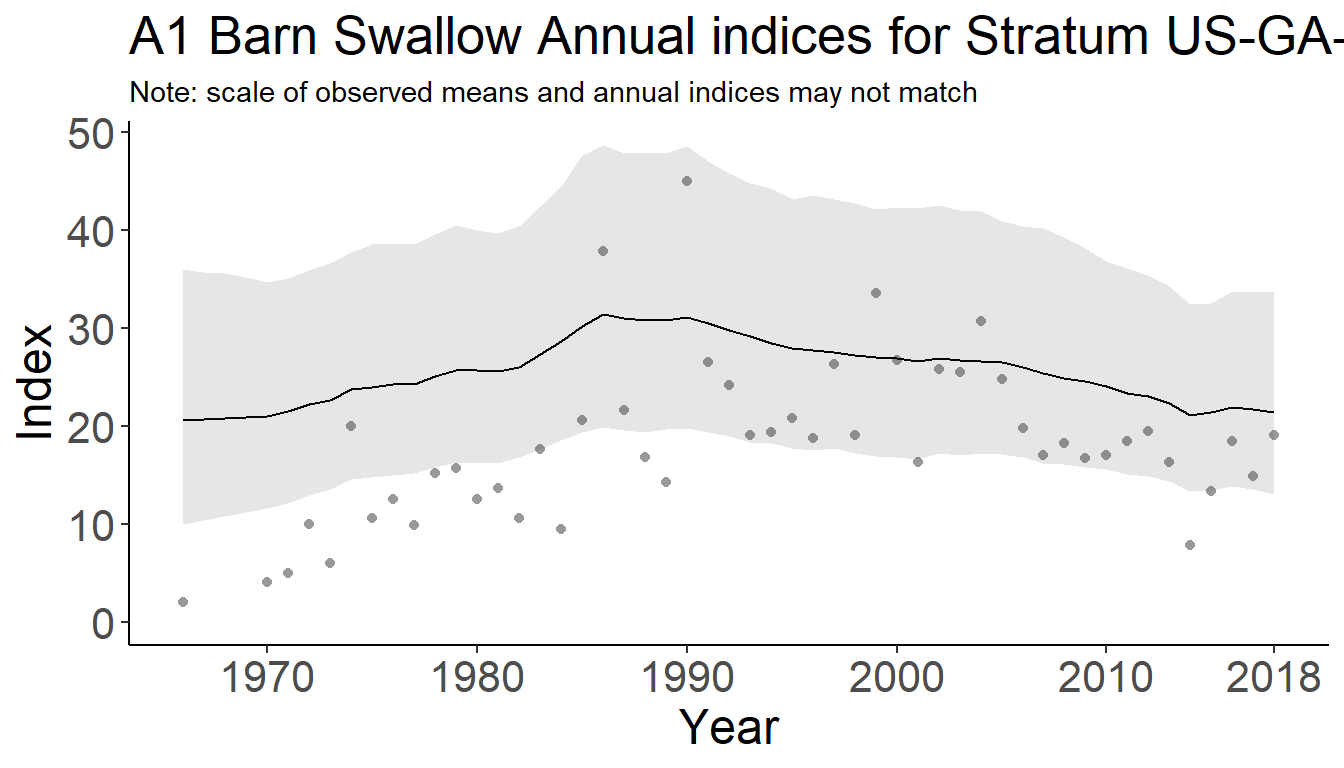 A1 Barn Swallow Annual indices for Stratum US-GA-
Note: scale of observed means and annual indices may not match
50
40
30
20
10
0
Index
1970 1980 1990 2000 2010 2018
Year